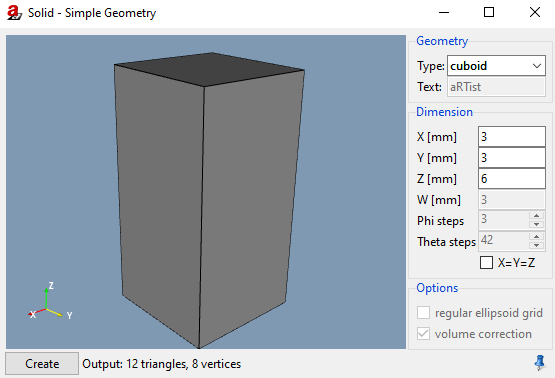 Solid - Simple Geometry
Geometry
Type: cuboid
Text: aRTist
Dimension
X [mm] 3
Y [mm] 3
Z [mm] 6
W [mm] 3
Phi steps 3
Theta steps 42
X=Y=Z
Z
X Y
Options
regular ellipsoid grid
volume correction
Create Output: 12 triangles, 8 vertices